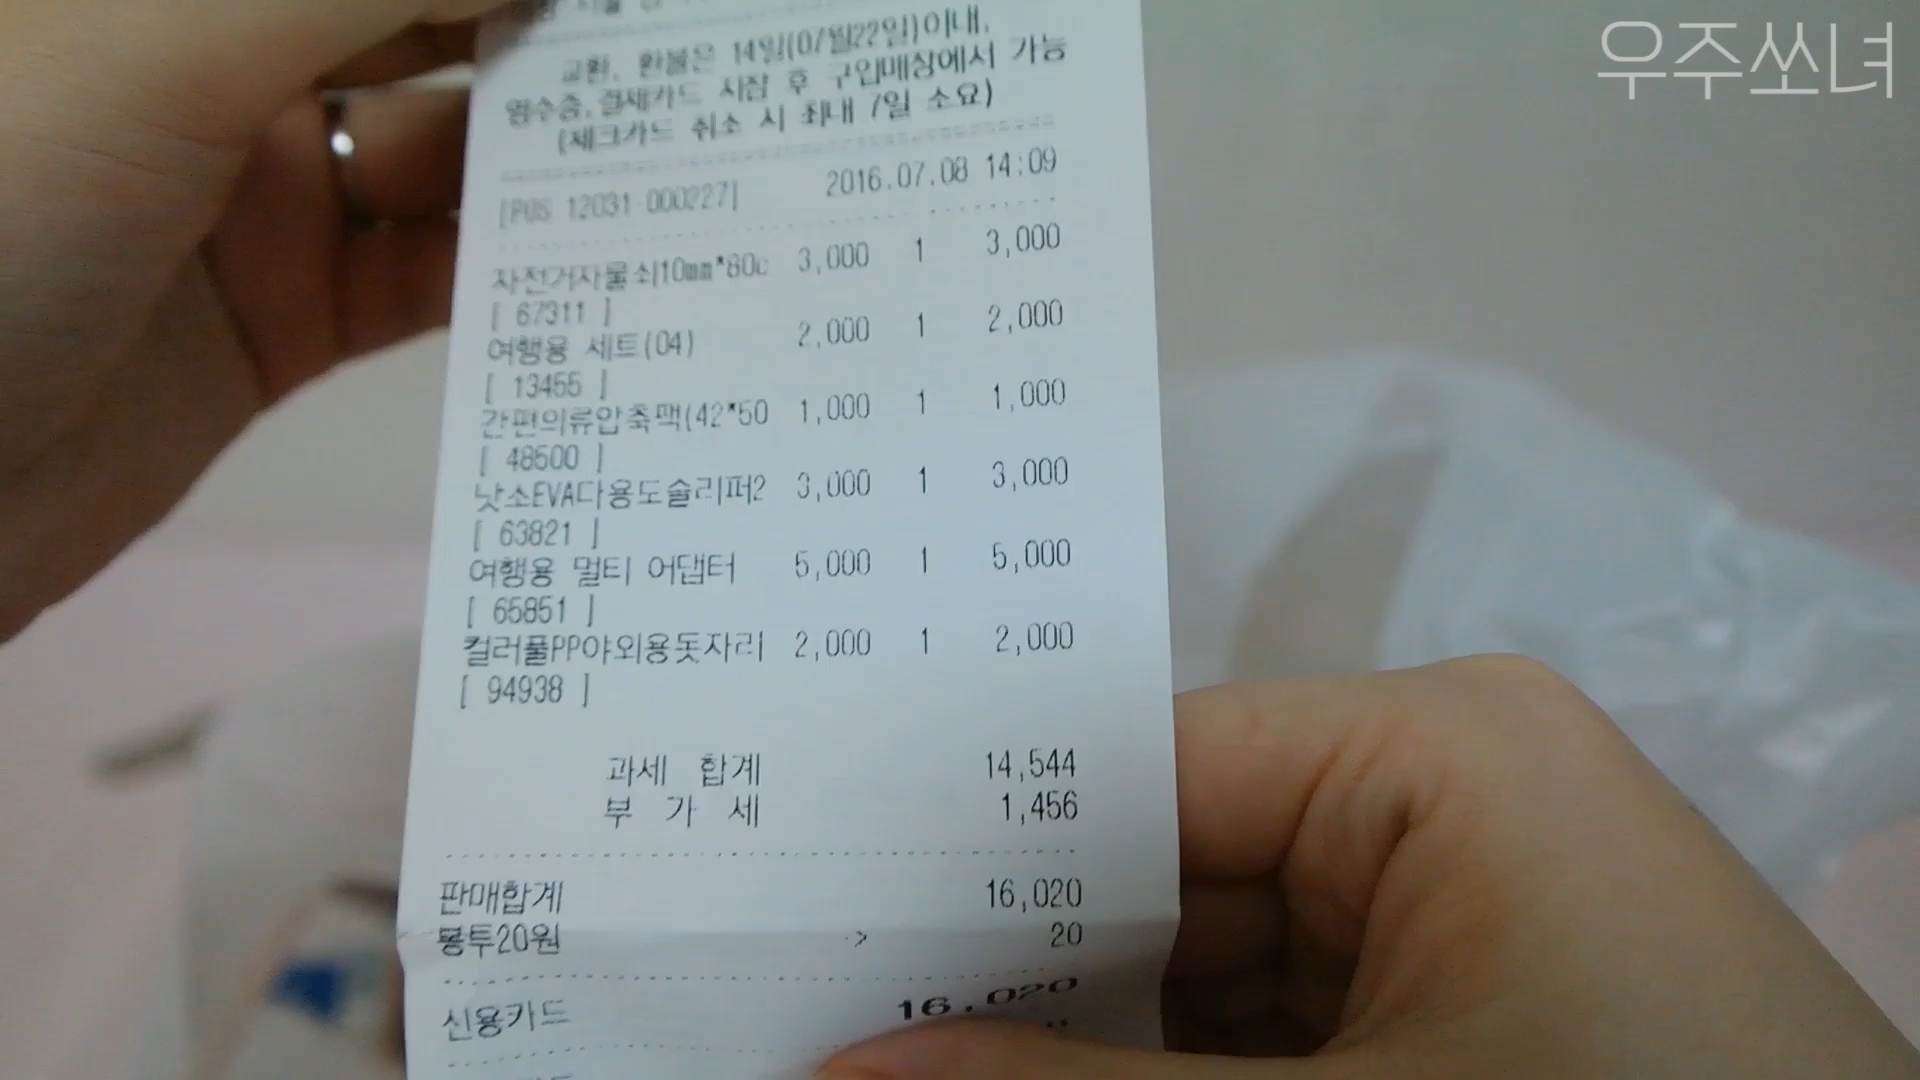 우주쏘녀
교환, 환불은 14일(07월22일)이내,
영수증,결제카드 지참 후 구입매장에서 가능
(체크카드 취소 시 최대 7일 소요)
[POS 12031-000227] 2016.07.08 14:09
자전거자물쇠10mm*80c 3,000 1 3,000
[ 67311 ]
여행용 세트(04) 2,000 1 2,000
[ 13455 ]
간편의류압축팩(42*50 1,000 1 1,000
[ 48500 ]
낫소EVA다용도슬리퍼2 3,000 1 3,000
[ 63821 ]
여행용 멀티 어댑터 5,000 1 5,000
[ 65851 ]
컬러풀PP야외용돗자리 2,000 1 2,000
[ 94938 ]
과세 합계 14,544
부 가 세 1,456
판매합계 16,020
봉투20원 -> 20
신용카드 16,020